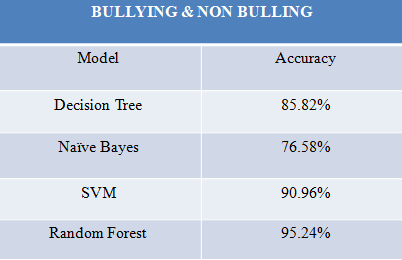 BULLYING & NON BULLING
Model Accuracy
Decision Tree 85.82%
Naïve Bayes 76.58%
SVM 90.96%
Random Forest 95.24%